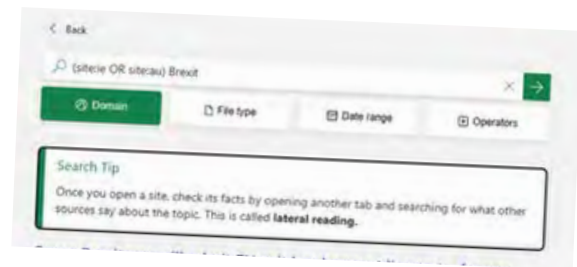 Back
(site:ie OR site:au) Brexit
Domain
File type
Date range
Operators
Search Tip
Once you open a site, check its facts by opening another tab and searching for what other
sources say about the topic. This is called lateral reading.